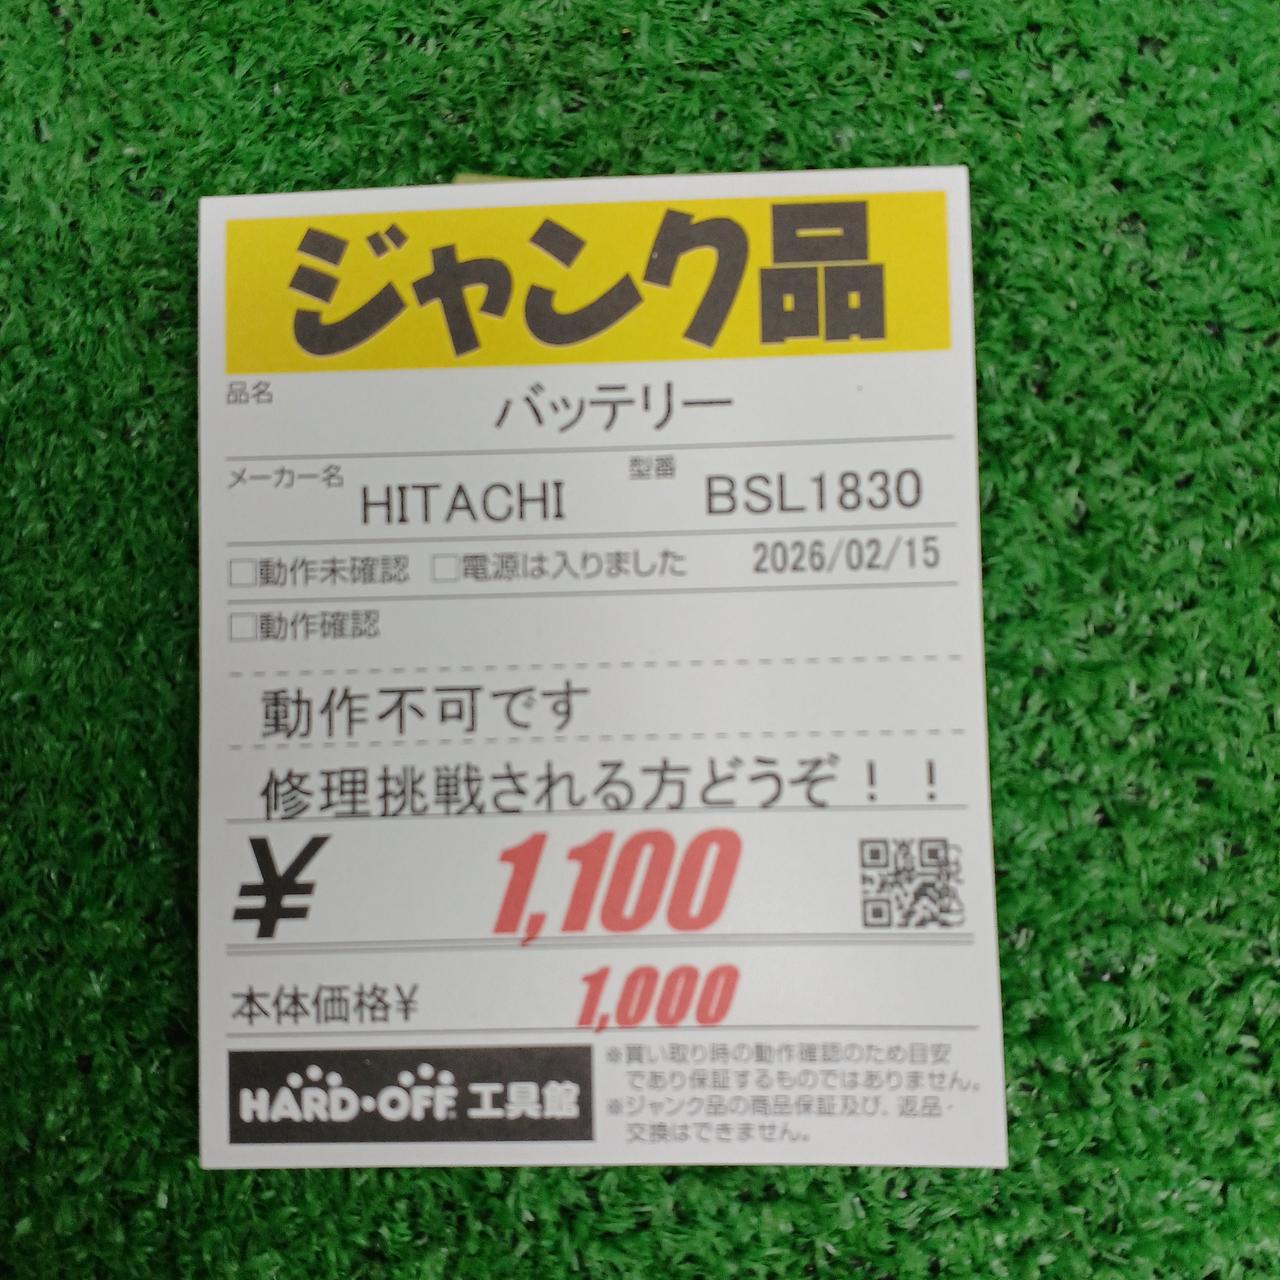 ジャンク品
品名 バッテリー
メーカー名 HITACHI 型番 BSL1830
□動作未確認 □電源は入りました 2026/02/15
□動作確認
動作不可です
修理挑戦される方どうぞ！！
¥ 1,100
本体価格¥ 1,000
HARD・OFF 工具館
※買い取り時の動作確認のため目安
であり保証するものではありません。
※ジャンク品の商品保証及び、返品・
交換はできません。